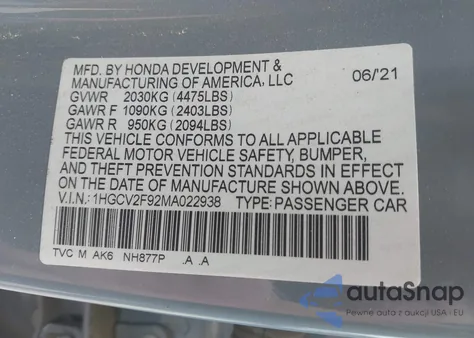 MFD. BY HONDA DEVELOPMENT &
MANUFACTURING OF AMERICA, LLC 06/'21
GVWR 2030KG (4475LBS)
GAWR F 1090KG (2403LBS)
GAWR R 950KG (2094LBS)
THIS VEHICLE CONFORMS TO ALL APPLICABLE
FEDERAL MOTOR VEHICLE SAFETY, BUMPER,
AND THEFT PREVENTION STANDARDS IN EFFECT
ON THE DATE OF MANUFACTURE SHOWN ABOVE.
V.I.N.: 1HGCV2F92MA022938 TYPE: PASSENGER CAR
TVC M AK6 NH877P .A .A
autoSnap
Pewne auta z aukcji USA i EU